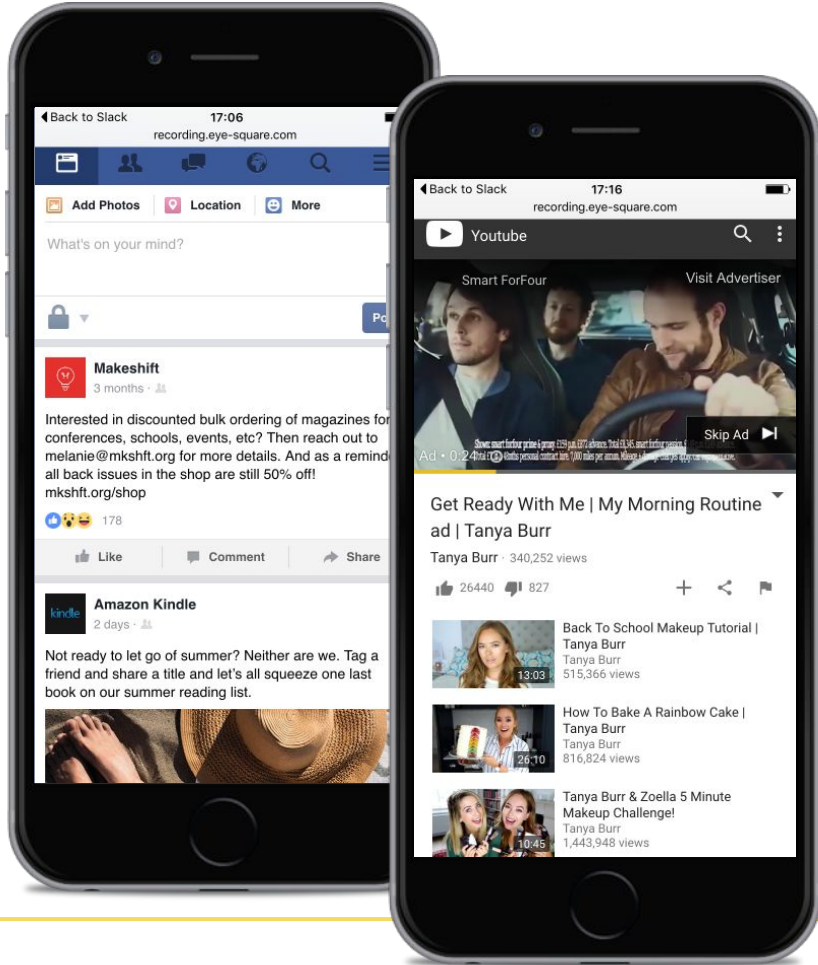 Back to Slack
17:06
recording.eye-square.com
Add Photos
Location
More
What's on your mind?
Makeshift
3 months ·
Interested in discounted bulk ordering of magazines for
conferences, schools, events, etc? Then reach out to
melanie@mkshft.org for more details. And as a
all back issues in the shop are still 50% off!
mkshft.org/shop
178
Like
Comment
Share
kindle
Amazon Kindle
2 days ·
Not ready to let go of summer? Neither are we. Tag a
friend and share a title and let's all squeeze one last
book on our summer reading list.
Back to Slack
17:16
recording.eye-square.com
Youtube
Smart ForFour
Visit Advertiser
Skip Ad
Ad • 0:24
Get Ready With Me | My Morning Routine
ad | Tanya Burr
Tanya Burr · 340,252 views
26440
827
Back To School Makeup Tutorial |
Tanya Burr
Tanya Burr
515,366 views
13:03
How To Bake A Rainbow Cake |
Tanya Burr
Tanya Burr
816,824 views
26:10
Tanya Burr & Zoella 5 Minute
Makeup Challenge!
Tanya Burr
1,443,948 views
10:45